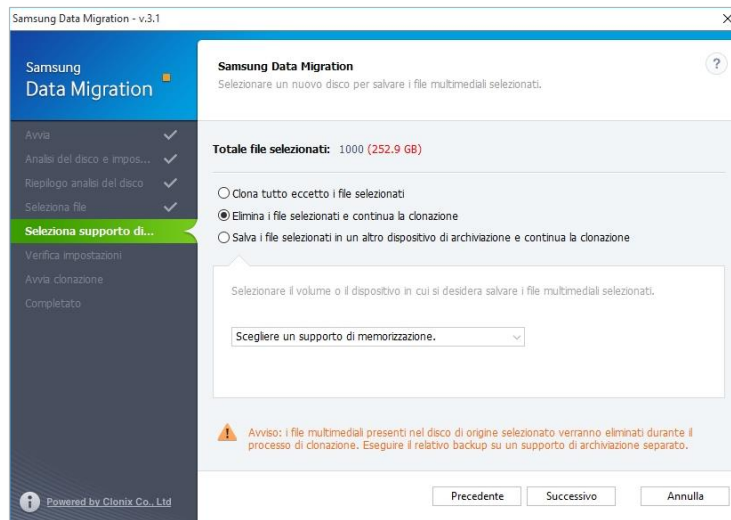 Samsung Data Migration - v.3.1
Samsung
Data Migration
Samsung Data Migration
Selezionare un nuovo disco per salvare i file multimediali selezionati.
?
Avvia
Analisi del disco e impos...
Riepilogo analisi del disco
Seleziona file
Seleziona supporto di...
Verifica impostazioni
Avvia clonazione
Completato
Totale file selezionati: 1000 (252.9 GB)
Clona tutto eccetto i file selezionati
Elimina i file selezionati e continua la clonazione
Salva i file selezionati in un altro dispositivo di archiviazione e continua la clonazione
Selezionare il volume o il dispositivo in cui si desidera salvare i file multimediali selezionati.
Scegliere un supporto di memorizzazione.
Avviso: i file multimediali presenti nel disco di origine selezionato verranno eliminati durante il
processo di clonazione. Eseguire il relativo backup su un supporto di archiviazione separato.
Powered by Clonix Co., Ltd
Precedente
Successivo
Annulla